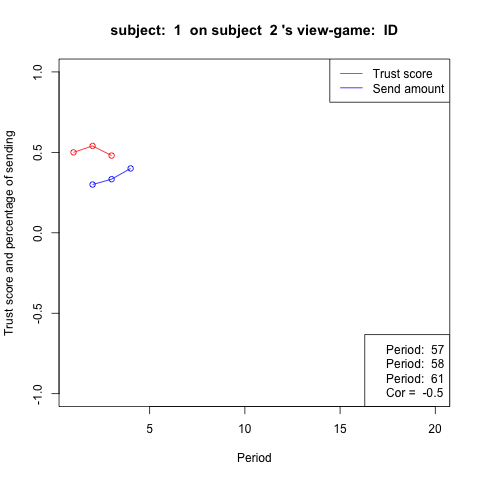 subject:  1  on subject  2 's view-game:  ID
Trust score
Send amount
Trust score and percentage of sending
1.0
0.5
0.0
-0.5
-1.0
Period:  57
Period:  58
Period:  61
Cor =  -0.5
5
10
15
20
Period